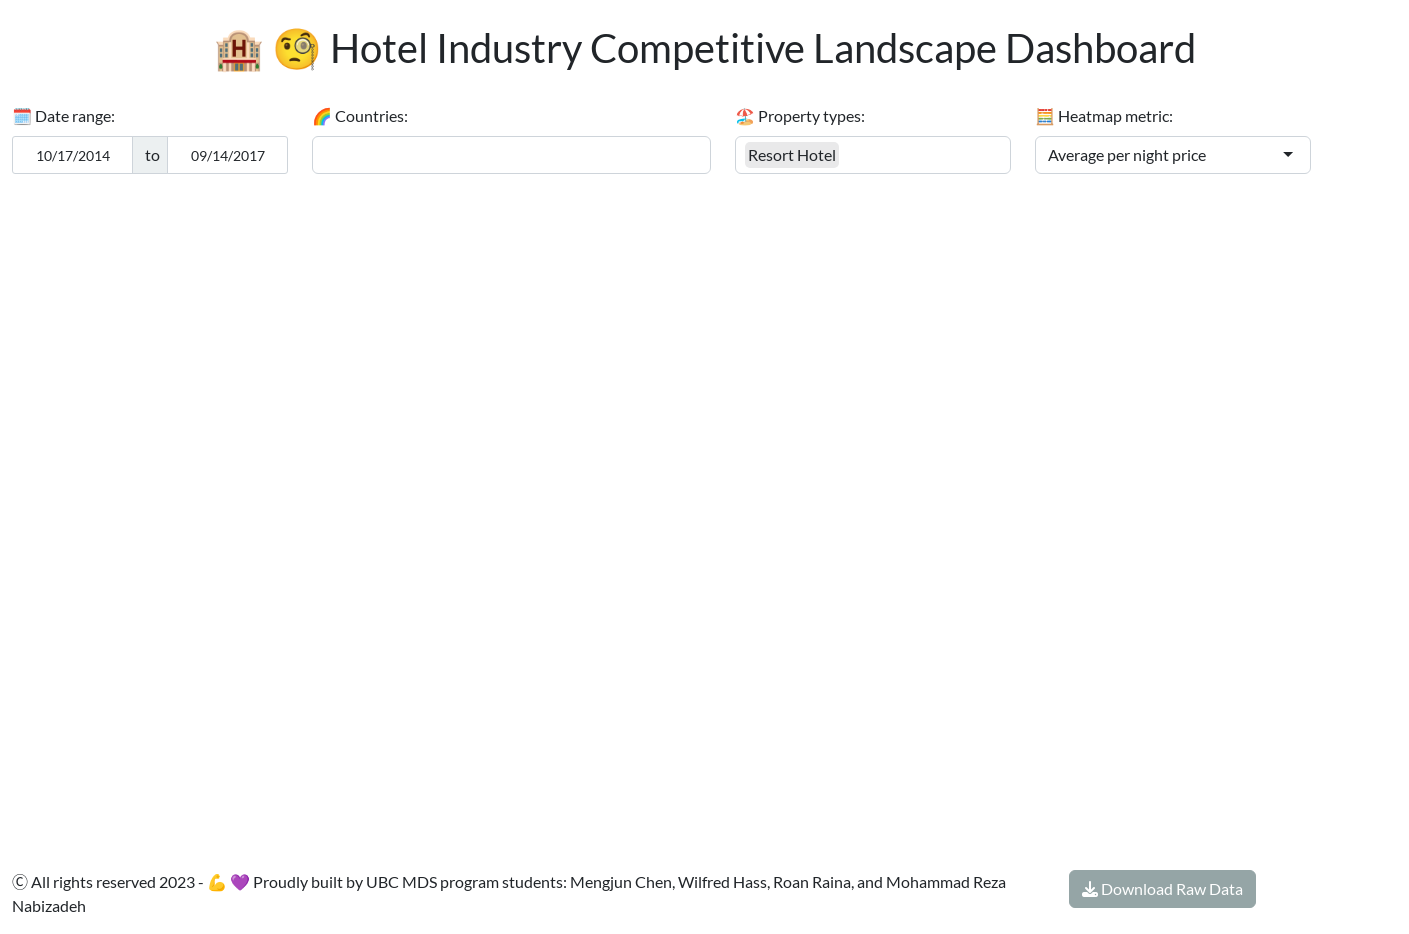 🏨 🧐 Hotel Industry Competitive Landscape Dashboard
🗓️ Date range:
🌈 Countries:
🏖️ Property types:
🧮 Heatmap metric:
10/17/2014 to 09/14/2017
Resort Hotel
Average per night price
Ⓒ All rights reserved 2023 - 💪 💜 Proudly built by UBC MDS program students: Mengjun Chen, Wilfred Hass, Roan Raina, and Mohammad Reza
Nabizadeh
Download Raw Data